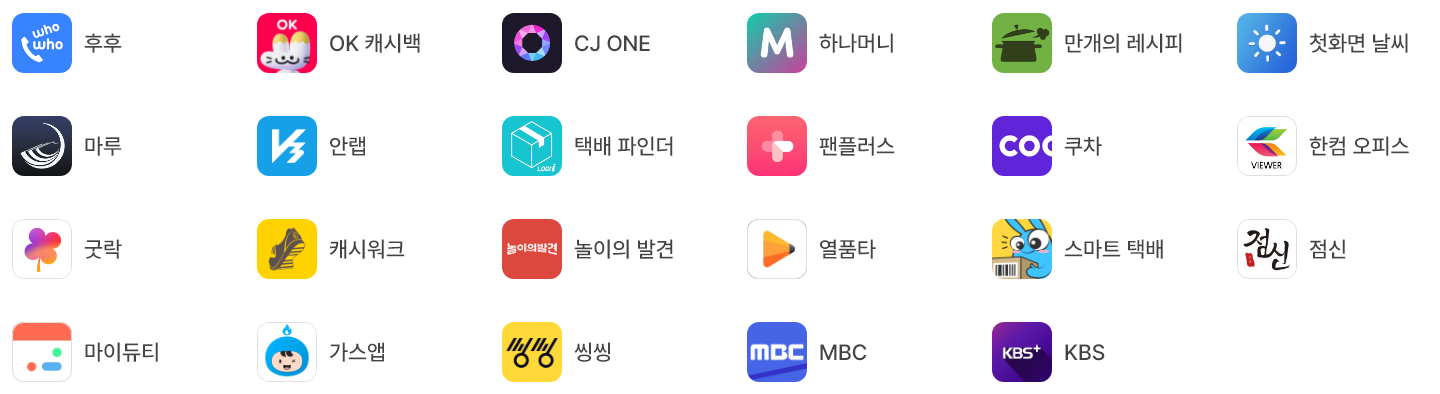 who
who
후후
OK
OK 캐시백
CJ ONE
M
하나머니
만개의 레시피
첫화면 날씨
마루
V3
안랩
LOGii
택배 파인더
팬플러스
COO
쿠차
VIEWER
한컴 오피스
굿락
캐시워크
놀이의발견
놀이의 발견
열품타
스마트 택배
점신
점신
마이듀티
가스앱
씽씽
씽씽
MBC
MBC
KBS+
KBS